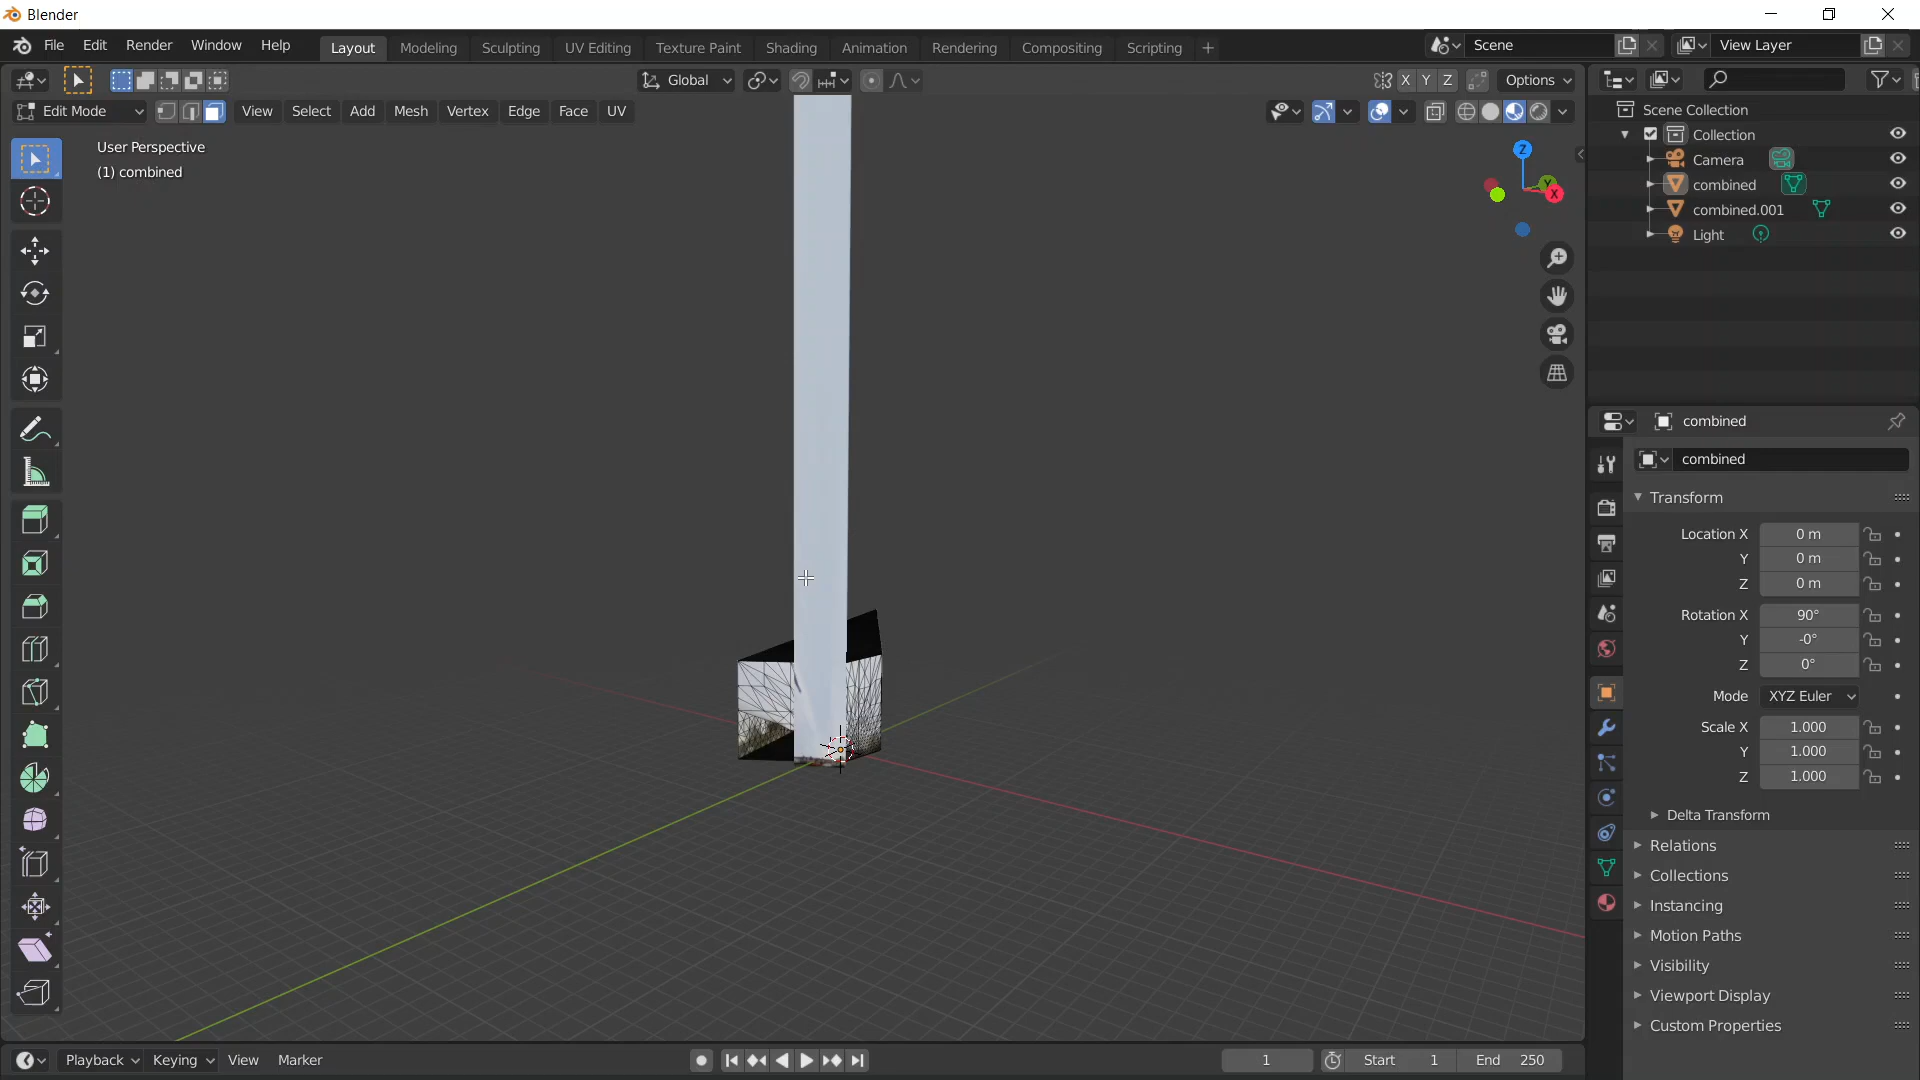 Blender
File Edit Render Window Help Layout Modeling Sculpting UV Editing Texture Paint Shading Animation Rendering Compositing Scripting + Scene View Layer
Global X Y Z Options
Edit Mode View Select Add Mesh Vertex Edge Face UV
User Perspective
(1) combined
Z
Y
X
Scene Collection
Collection
Camera
combined
combined.001
Light
combined
combined
Transform
Location X 0 m
Y 0 m
Z 0 m
Rotation X 90°
Y -0°
Z 0°
Mode XYZ Euler
Scale X 1.000
Y 1.000
Z 1.000
Delta Transform
Relations
Collections
Instancing
Motion Paths
Visibility
Viewport Display
Custom Properties
Playback Keying View Marker 1 Start 1 End 250